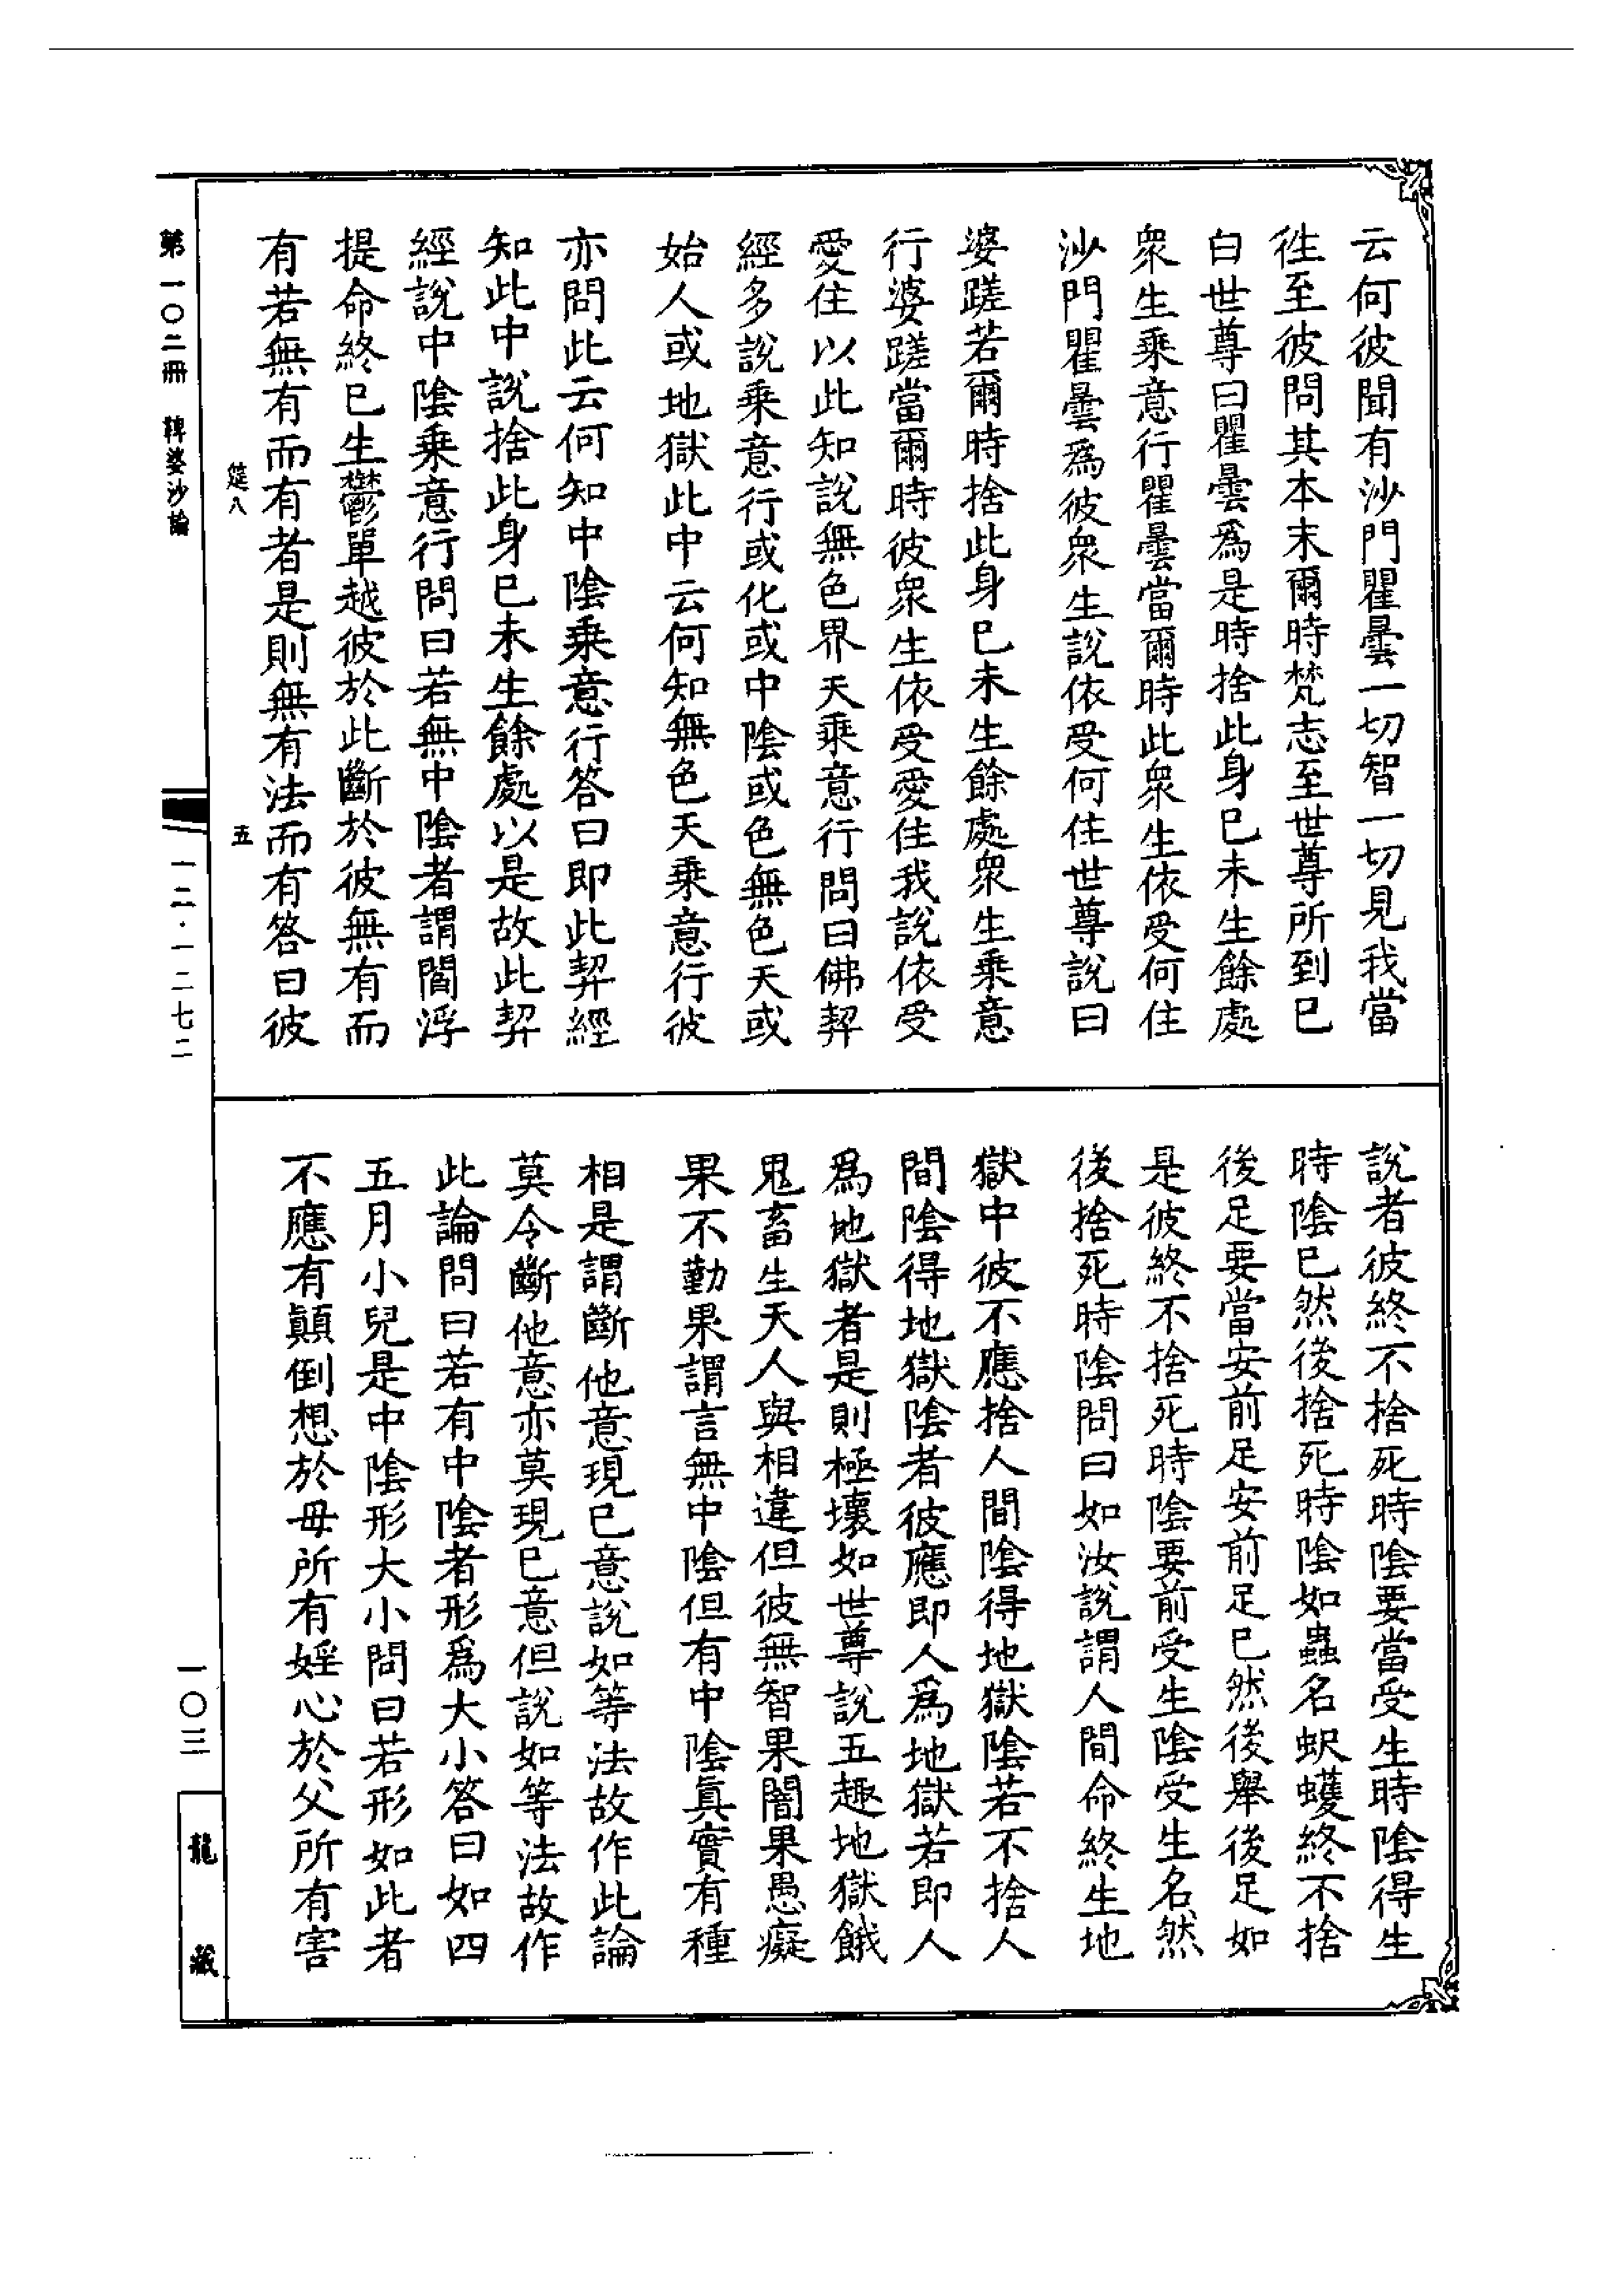 云何彼聞有沙門瞿曇一切智一切見我當
徃至彼問其本末爾時梵志至世尊所到已
白世尊曰瞿曇爲是時捨此身已未生餘處
衆生乘意行瞿曇當爾時此衆生依受何住
沙門瞿曇爲彼衆生說依受何住世尊說曰
婆蹉若爾時捨此身已未生餘處衆生乘意
行婆蹉當爾時彼衆生依受愛住我說依受
愛住以此知說無色界天乘意行問曰佛契
經多說乘意行或化或中陰或色無色天或
始人或地獄此中云何知無色天乘意行彼
亦問此云何知中陰乘意行答曰即此契經
知此中說捨此身已未生餘處以是故此契
經說中陰乘意行問曰若無中陰者謂閻浮
提命終已生鬱單越彼於此斷於彼無有而
有若無有而有者是則無有法而有答曰彼
說者彼終不捨死時陰要當受生時陰得生
時陰已然後捨死時陰如蟲名蚇蠖終不捨
後足要當安前足安前足已然後舉後足如
是彼終不捨死時陰要前受生陰受生名然
後捨死時陰問曰如汝說謂人間命終生地
獄中彼不應捨人間陰得地獄陰若不捨人
間陰得地獄陰者彼應即人爲地獄若即人
爲地獄者是則極壞如世尊說五趣地獄餓
鬼畜生天人與相違但彼無智果闇果愚癡
果不勤果謂言無中陰但有中陰眞實有種
相是謂斷他意現已意說如等法故作此論
莫令斷他意亦莫現已意但說如等法故作
此論問曰若有中陰者形爲大小答曰如四
五月小兒是中陰形大小問曰若形如此者
不應有顛倒想於母所有婬心於父所有害
筵八 五
第一〇二冊 鞞婆沙論
一二·一二七二
一〇三
龍藏